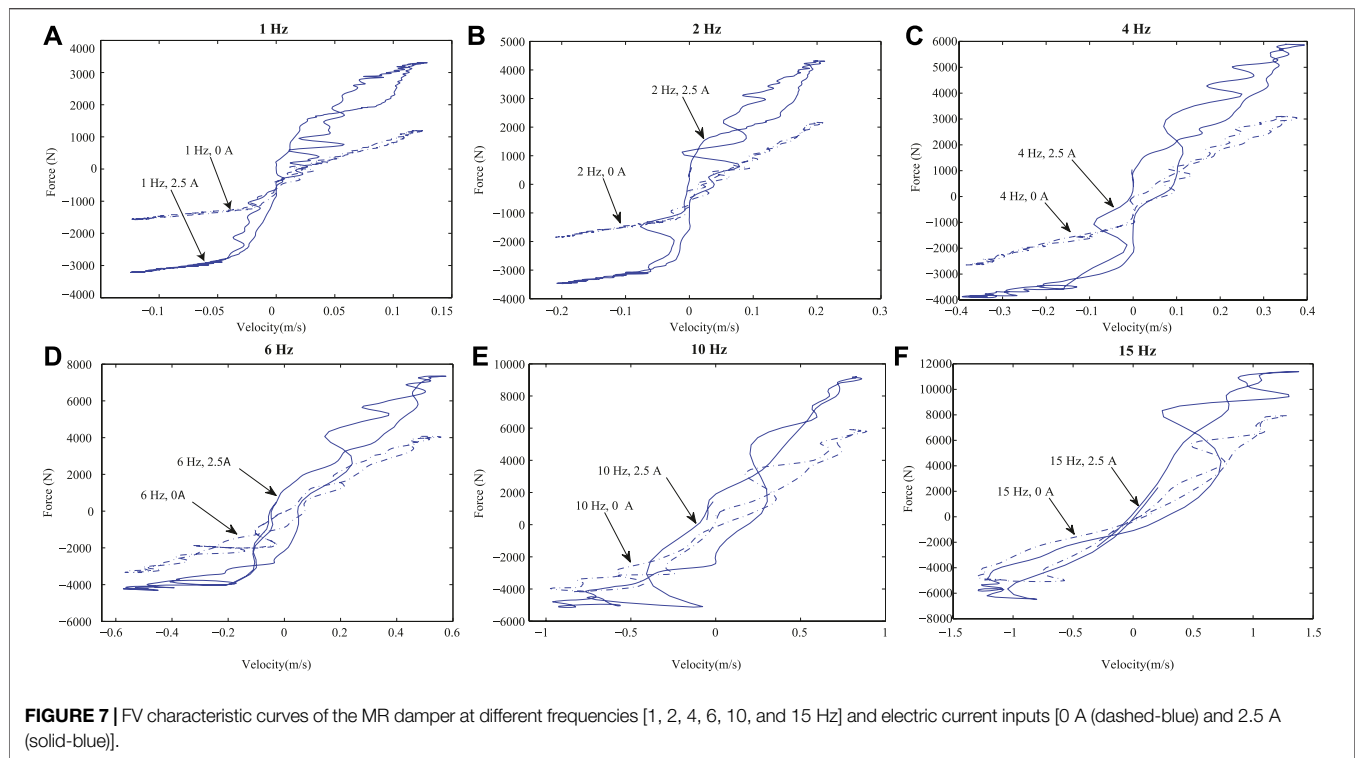 A
1 Hz
4000
3000
2000
1000
0
−1000
−2000
−3000
−4000
Force (N)
1 Hz, 0 A
1 Hz, 2.5 A
−0.1
−0.05
0
0.05
0.1
0.15
Velocity(m/s)
B
2 Hz
5000
4000
3000
2000
1000
0
−1000
−2000
−3000
−4000
Force (N)
2 Hz, 2.5 A
2 Hz, 0 A
−0.2
−0.1
0
0.1
0.2
0.3
Velocity(m/s)
C
4 Hz
6000
5000
4000
3000
2000
1000
0
−1000
−2000
−3000
−4000
Force (N)
4 Hz, 2.5 A
4 Hz, 0 A
−0.4
−0.3
−0.2
−0.1
0
0.1
0.2
0.3
0.4
Velocity(m/s)
D
6 Hz
8000
6000
4000
2000
0
−2000
−4000
−6000
Force (N)
6 Hz, 2.5A
6 Hz, 0A
−0.6
−0.4
−0.2
0
0.2
0.4
0.6
Velocity(m/s)
E
10 Hz
10000
8000
6000
4000
2000
0
−2000
−4000
−6000
Force (N)
10 Hz, 2.5 A
10 Hz, 0 A
−1
−0.5
0
0.5
1
Velocity(m/s)
F
15 Hz
12000
10000
8000
6000
4000
2000
0
−2000
−4000
−6000
−8000
Force (N)
15 Hz, 2.5 A
15 Hz, 0 A
−1.5
−1
−0.5
0
0.5
1
1.5
Velocity(m/s)
FIGURE 7 | FV characteristic curves of the MR damper at different frequencies [1, 2, 4, 6, 10, and 15 Hz] and electric current inputs [0 A (dashed-blue) and 2.5 A
(solid-blue)].